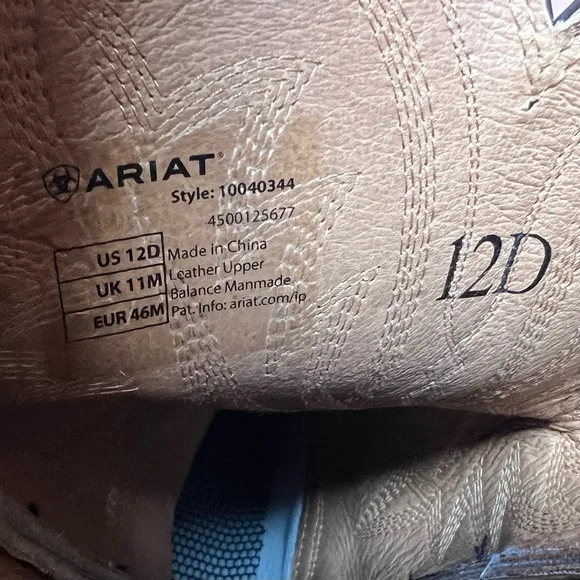 ARIAT®
Style: 10040344
4500125677
US 12D
UK 11M
EUR 46M
Made in China
Leather Upper
Balance Manmade
Pat. Info: ariat.com/ip
12D